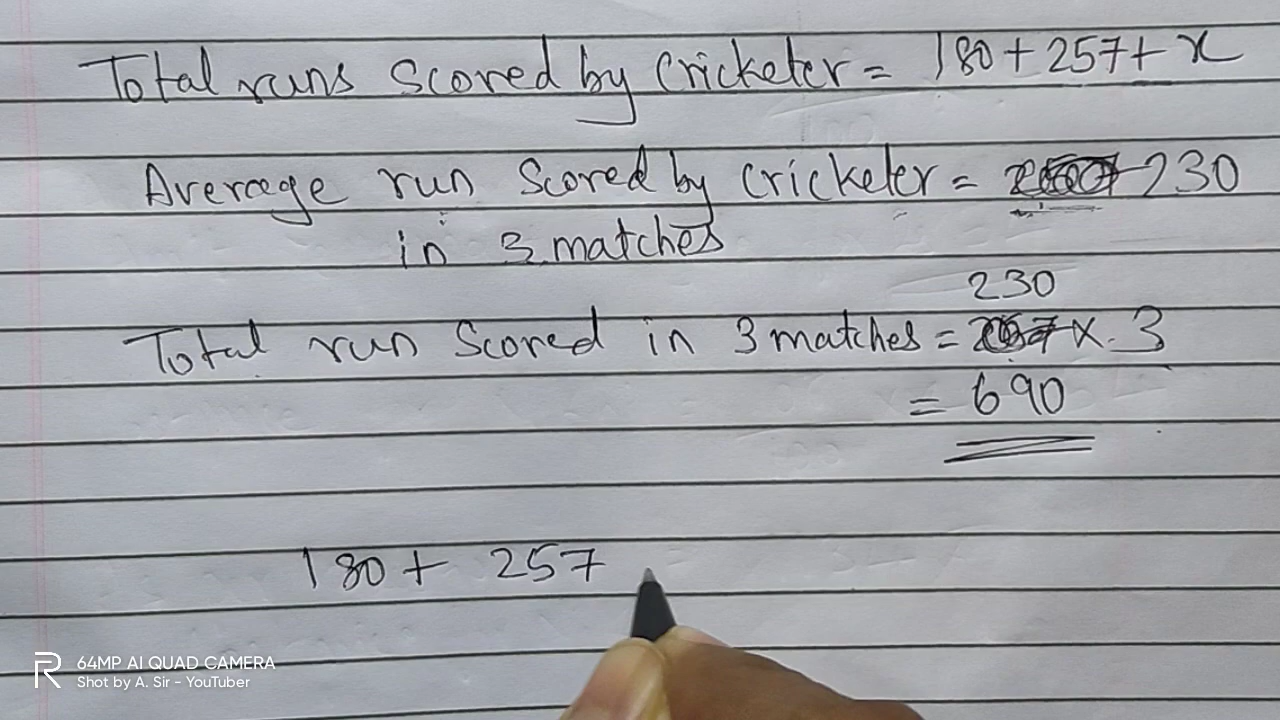 Total runs scored by cricketer = 180 + 257 + x
Average run scored by cricketer = 230
in 3 matches
230
Total run scored in 3 matches = x 3
= 690
180 + 257
64MP AI QUAD CAMERA
Shot by A. Sir - YouTuber